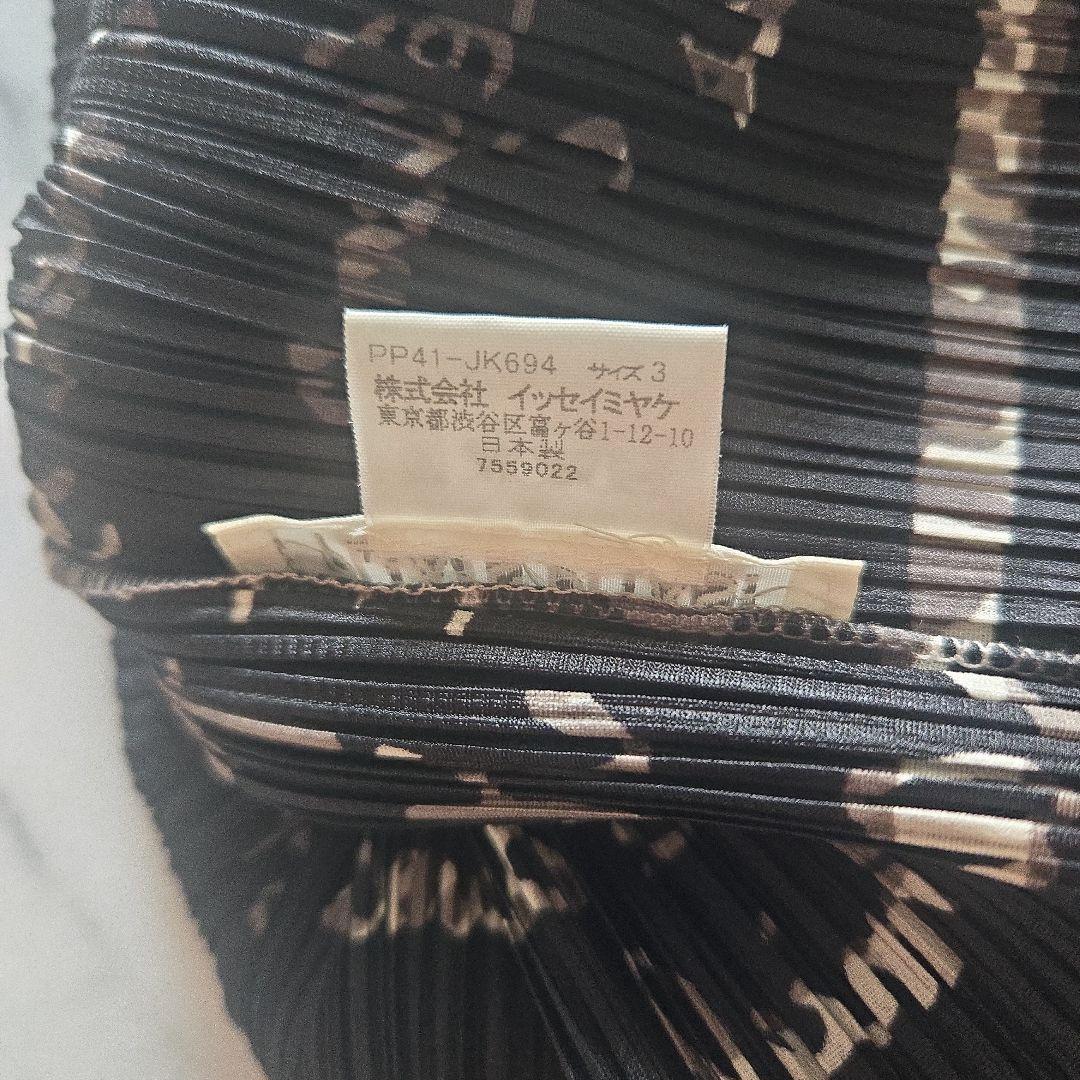 PP41-JK694 サイズ 3
株式会社 イッセイミヤケ
東京都渋谷区富ヶ谷1-12-10
日本製
7559022